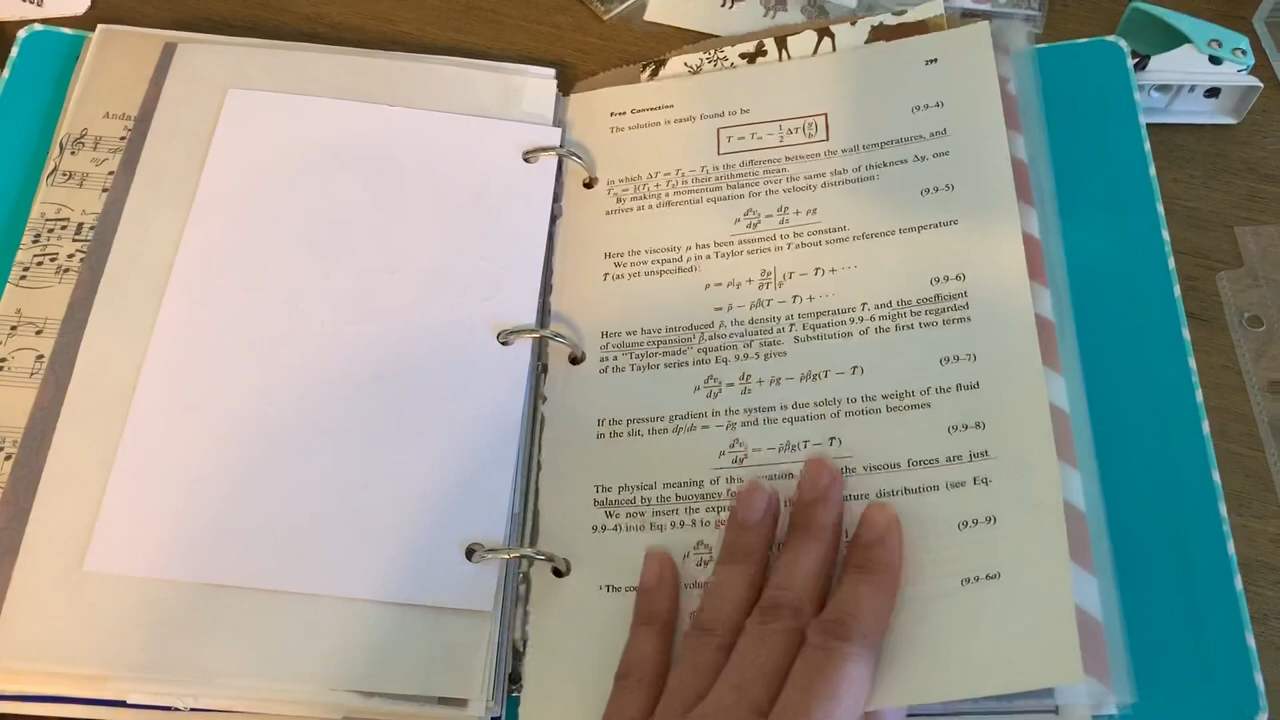 Andan
299
Free Convection
The solution is easily found to be
T = Tₘ − ½ΔT(y/b) (9.9–4)
in which ΔT = T₂ − T₁ is the difference between the wall temperatures, and
Tₘ = ½(T₁ + T₂) is their arithmetic mean.
By making a momentum balance over the same slab of thickness Δy, one
arrives at a differential equation for the velocity distribution:
μ d²v_z/dy² = dp/dz + ρg (9.9–5)
Here the viscosity μ has been assumed to be constant.
We now expand ρ in a Taylor series in T about some reference temperature
T̄ (as yet unspecified):
ρ = ρ|_T̄ + ∂ρ/∂T|_T̄ (T − T̄) + ···
= ρ̄ − ρ̄β̄(T − T̄) + ··· (9.9–6)
Here we have introduced ρ̄, the density at temperature T̄, and the coefficient
of volume expansion¹ β̄, also evaluated at T̄. Equation 9.9–6 might be regarded
as a "Taylor-made" equation of state. Substitution of the first two terms
of the Taylor series into Eq. 9.9–5 gives
μ d²v_z/dy² = dp/dz + ρ̄g − ρ̄β̄g(T − T̄) (9.9–7)
If the pressure gradient in the system is due solely to the weight of the fluid
in the slit, then dp/dz = −ρ̄g and the equation of motion becomes
μ d²v_z/dy² = −ρ̄β̄g(T − T̄) (9.9–8)
The physical meaning of this equation the viscous forces are just
balanced by the buoyancy
We now insert the distribution (see Eq.
9.9–4) into Eq. 9.9–8 to
μ d²v_z/dy² (9.9–9)
¹ The
(9.9–6a)